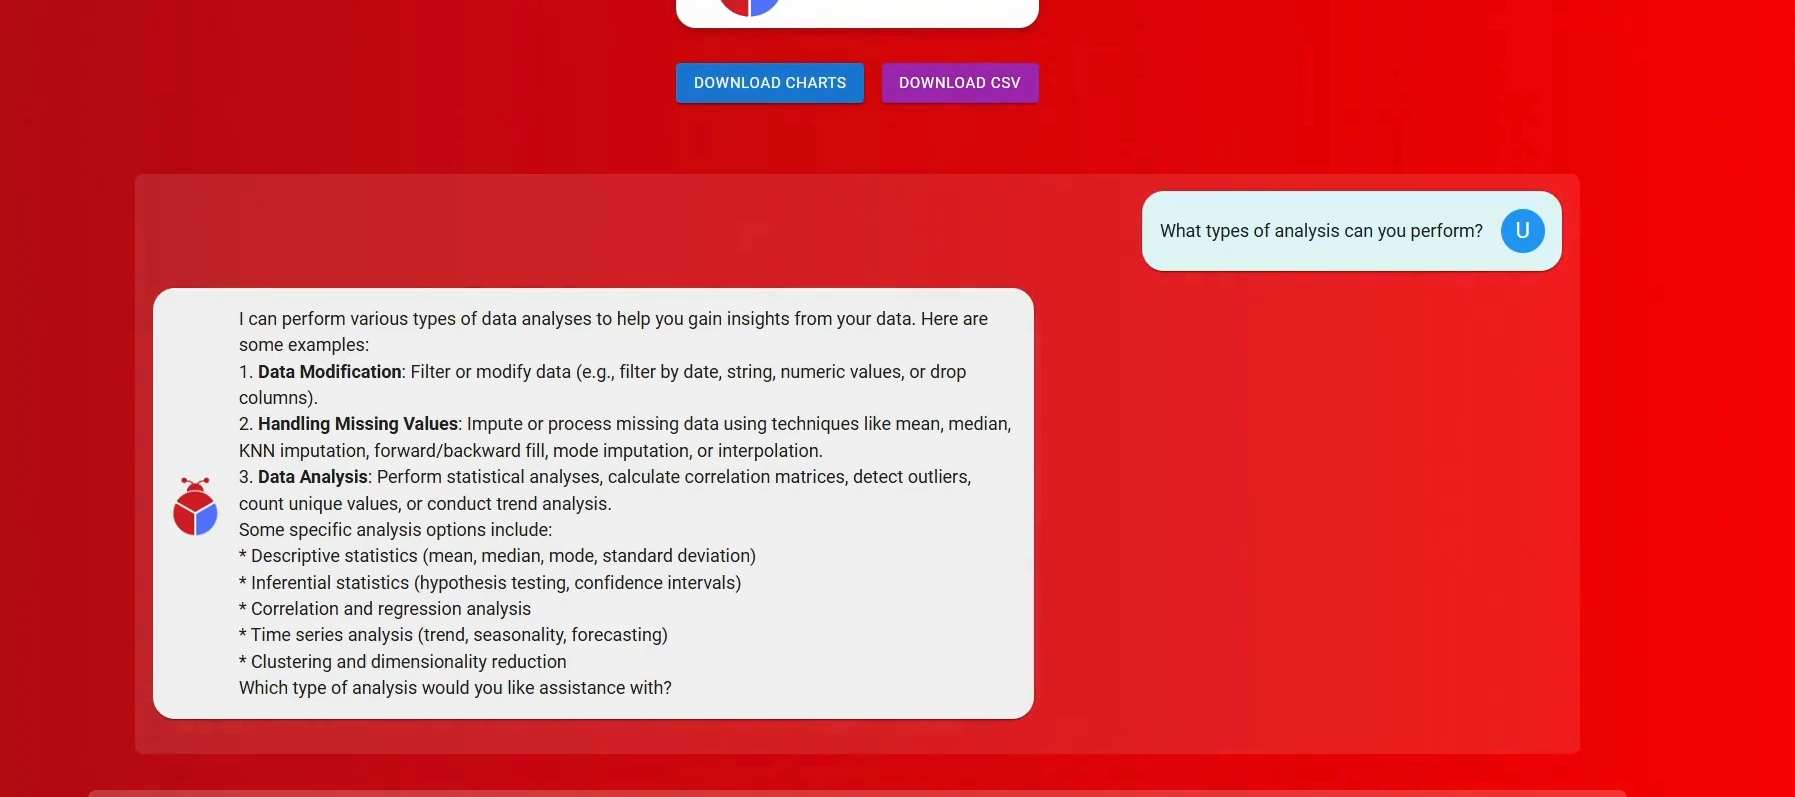 DOWNLOAD CHARTS
DOWNLOAD CSV
What types of analysis can you perform?
U
I can perform various types of data analyses to help you gain insights from your data. Here are
some examples:
1. Data Modification: Filter or modify data (e.g., filter by date, string, numeric values, or drop
columns).
2. Handling Missing Values: Impute or process missing data using techniques like mean, median,
KNN imputation, forward/backward fill, mode imputation, or interpolation.
3. Data Analysis: Perform statistical analyses, calculate correlation matrices, detect outliers,
count unique values, or conduct trend analysis.
Some specific analysis options include:
* Descriptive statistics (mean, median, mode, standard deviation)
* Inferential statistics (hypothesis testing, confidence intervals)
* Correlation and regression analysis
* Time series analysis (trend, seasonality, forecasting)
* Clustering and dimensionality reduction
Which type of analysis would you like assistance with?